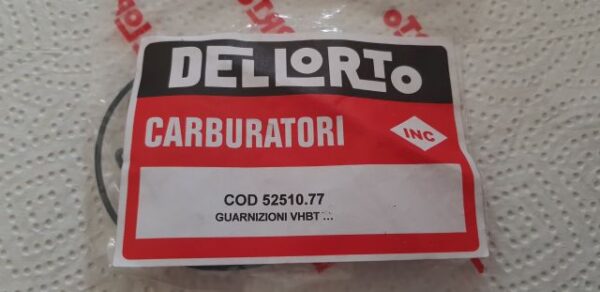 DELLORTO
CARBURATORI
INC
COD 52510.77
GUARNIZIONI VHBT ...